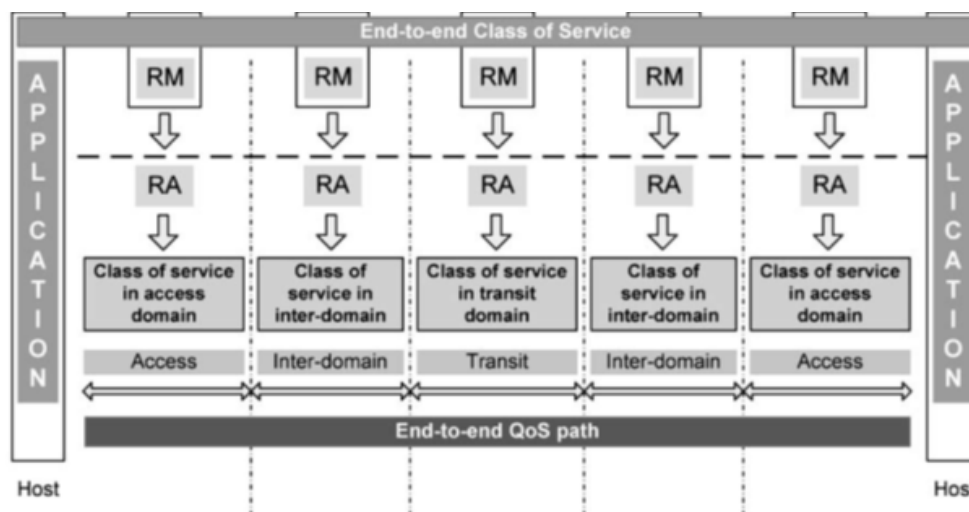 End-to-end Class of Service
APPLICATION
RM RM RM RM RM
APPLICATION
RA RA RA RA RA
Class of service in access domain
Class of service in inter-domain
Class of service in transit domain
Class of service in inter-domain
Class of service in access domain
Access Inter-domain Transit Inter-domain Access
End-to-end QoS path
Host Hos